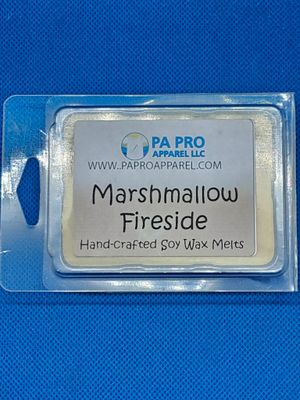 PA PRO
APPAREL LLC
WWW..PAPROAPPAREL.COM
Marshmallow
Fireside
Hand-crafted Soy Wax Melts